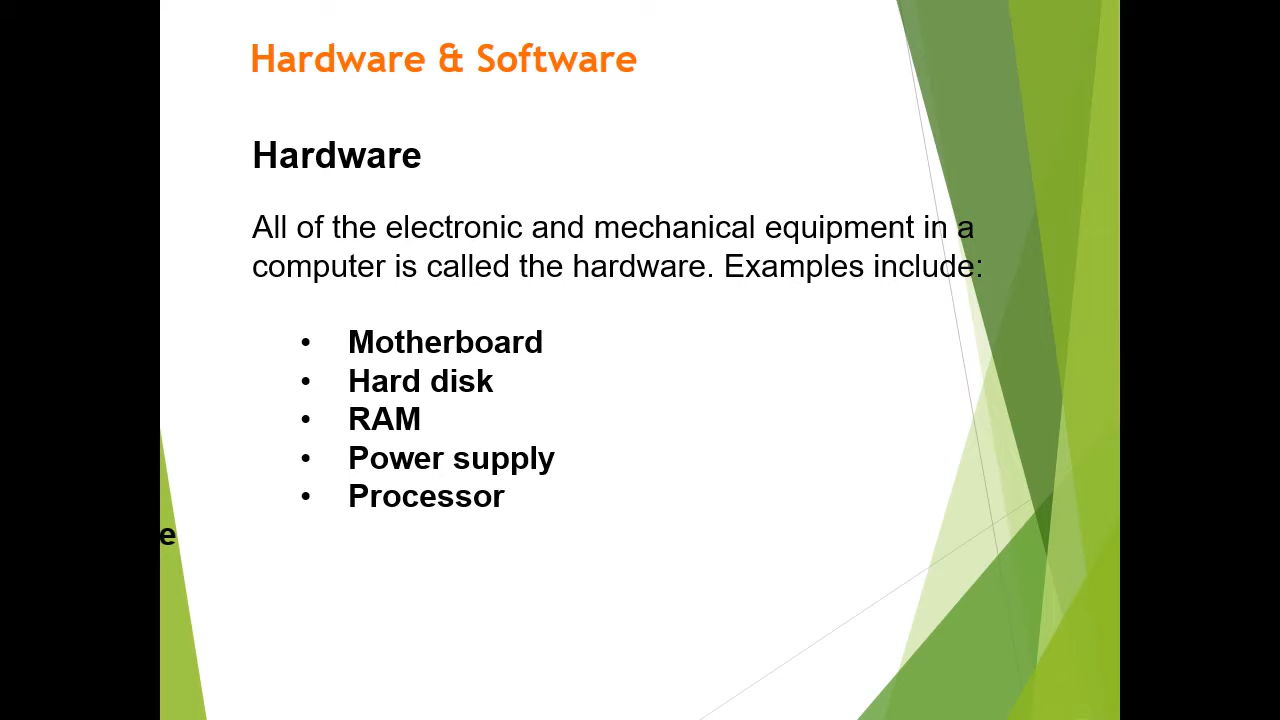 Hardware & Software
Hardware
All of the electronic and mechanical equipment in a
computer is called the hardware. Examples include:
• Motherboard
• Hard disk
• RAM
• Power supply
• Processor
e